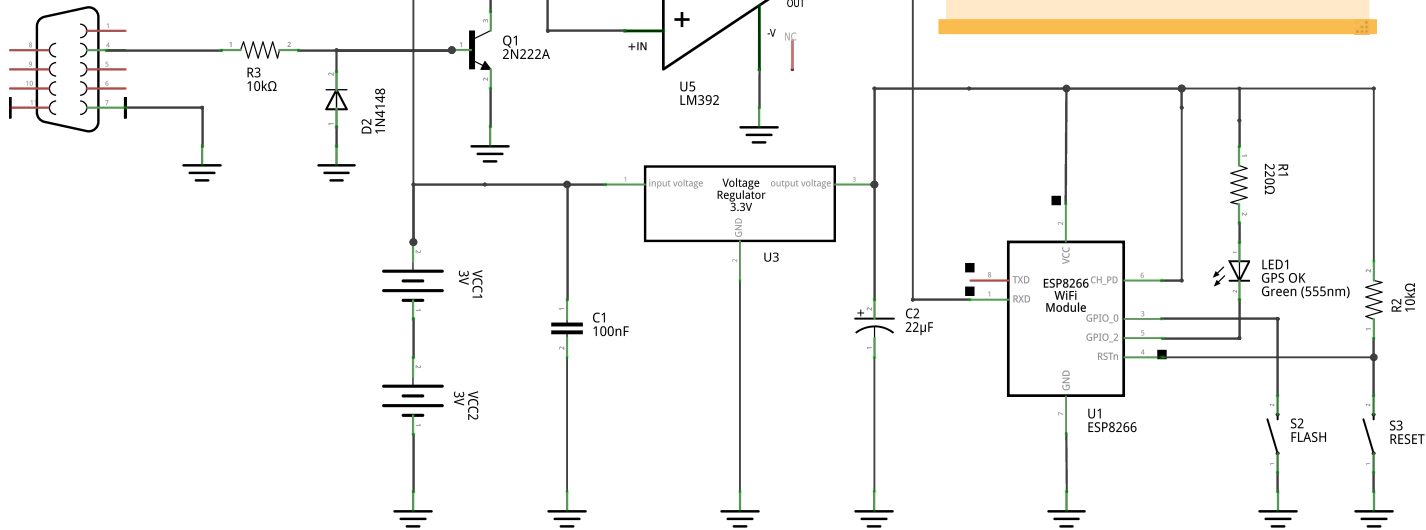 OUT
1
8
4
1
2
R3
10kΩ
9
5
10
6
11
7
2
1
D2
1N4148
3
1
2
Q1
2N222A
+IN
+
-V
NC
U5
LM392
input voltage
Voltage
Regulator
3.3V
output voltage
GND
1
3
2
U3
2
1
VCC1
3V
2
1
VCC2
3V
1
2
C1
100nF
+
2
1
C2
22µF
2
VCC
8
TXD
1
RXD
ESP8266
WiFi
Module
CH_PD
6
GPIO_0
3
GPIO_2
5
RSTn
4
GND
7
U1
ESP8266
1
2
R1
220Ω
1
2
LED1
GPS OK
Green (555nm)
2
1
R2
10kΩ
2
1
S2
FLASH
2
1
S3
RESET